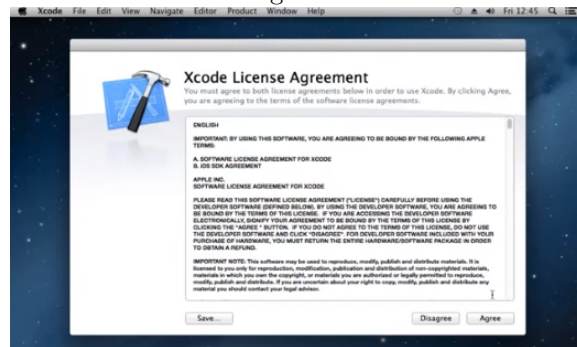 Xcode File Edit View Navigate Editor Product Window Help Fri 12:45
Xcode License Agreement
You must agree to both license agreements below in order to use Xcode. By clicking Agree,
you are agreeing to the terms of the software license agreements.
ENGLISH
IMPORTANT: BY USING THIS SOFTWARE, YOU ARE AGREEING TO BE BOUND BY THE FOLLOWING APPLE
TERMS:
A. SOFTWARE LICENSE AGREEMENT FOR XCODE
B. iOS SDK AGREEMENT
APPLE INC.
SOFTWARE LICENSE AGREEMENT FOR XCODE
PLEASE READ THIS SOFTWARE LICENSE AGREEMENT ("LICENSE") CAREFULLY BEFORE USING THE
DEVELOPER SOFTWARE (DEFINED BELOW). BY USING THE DEVELOPER SOFTWARE, YOU ARE AGREEING TO
BE BOUND BY THE TERMS OF THIS LICENSE. IF YOU ARE ACCESSING THE DEVELOPER SOFTWARE
ELECTRONICALLY, SIGNIFY YOUR AGREEMENT TO BE BOUND BY THE TERMS OF THIS LICENSE BY
CLICKING THE "AGREE " BUTTON. IF YOU DO NOT AGREE TO THE TERMS OF THIS LICENSE, DO NOT USE
THE DEVELOPER SOFTWARE AND CLICK "DISAGREE". FOR DEVELOPER SOFTWARE INCLUDED WITH YOUR
PURCHASE OF HARDWARE, YOU MUST RETURN THE ENTIRE HARDWARE/SOFTWARE PACKAGE IN ORDER
TO OBTAIN A REFUND.
IMPORTANT NOTE: This software may be used to reproduce, modify, publish and distribute materials. It is
licensed to you only for reproduction, modification, publication and distribution of non-copyrighted materials,
materials in which you own the copyright, or materials you are authorized or legally permitted to reproduce,
modify, publish and distribute. If you are uncertain about your right to copy, modify, publish and distribute any
material you should contact your legal advisor.
Save... Disagree Agree